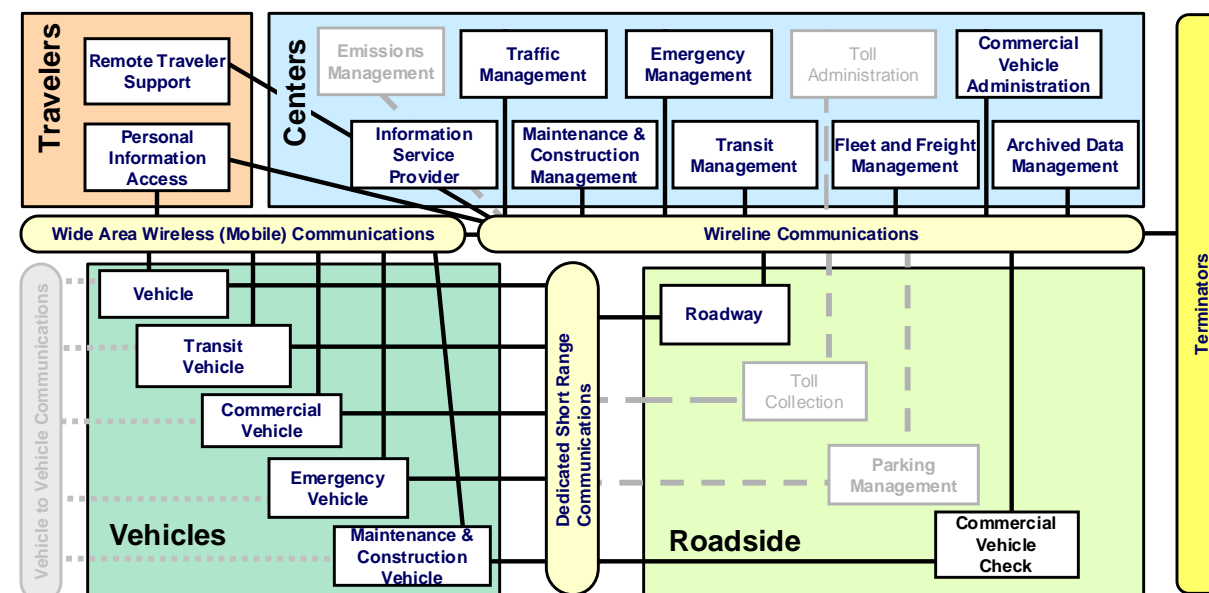 Travelers
Remote Traveler
Support
Personal
Information
Access
Centers
Emissions
Management
Traffic
Management
Emergency
Management
Toll
Administration
Commercial
Vehicle
Administration
Information
Service
Provider
Maintenance &
Construction
Management
Transit
Management
Fleet and Freight
Management
Archived Data
Management
Wide Area Wireless (Mobile) Communications
Wireline Communications
Terminators
Vehicle to Vehicle Communications
Vehicle
Transit
Vehicle
Commercial
Vehicle
Emergency
Vehicle
Maintenance &
Construction
Vehicle
Vehicles
Dedicated Short Range
Communications
Roadway
Toll
Collection
Parking
Management
Commercial
Vehicle
Check
Roadside